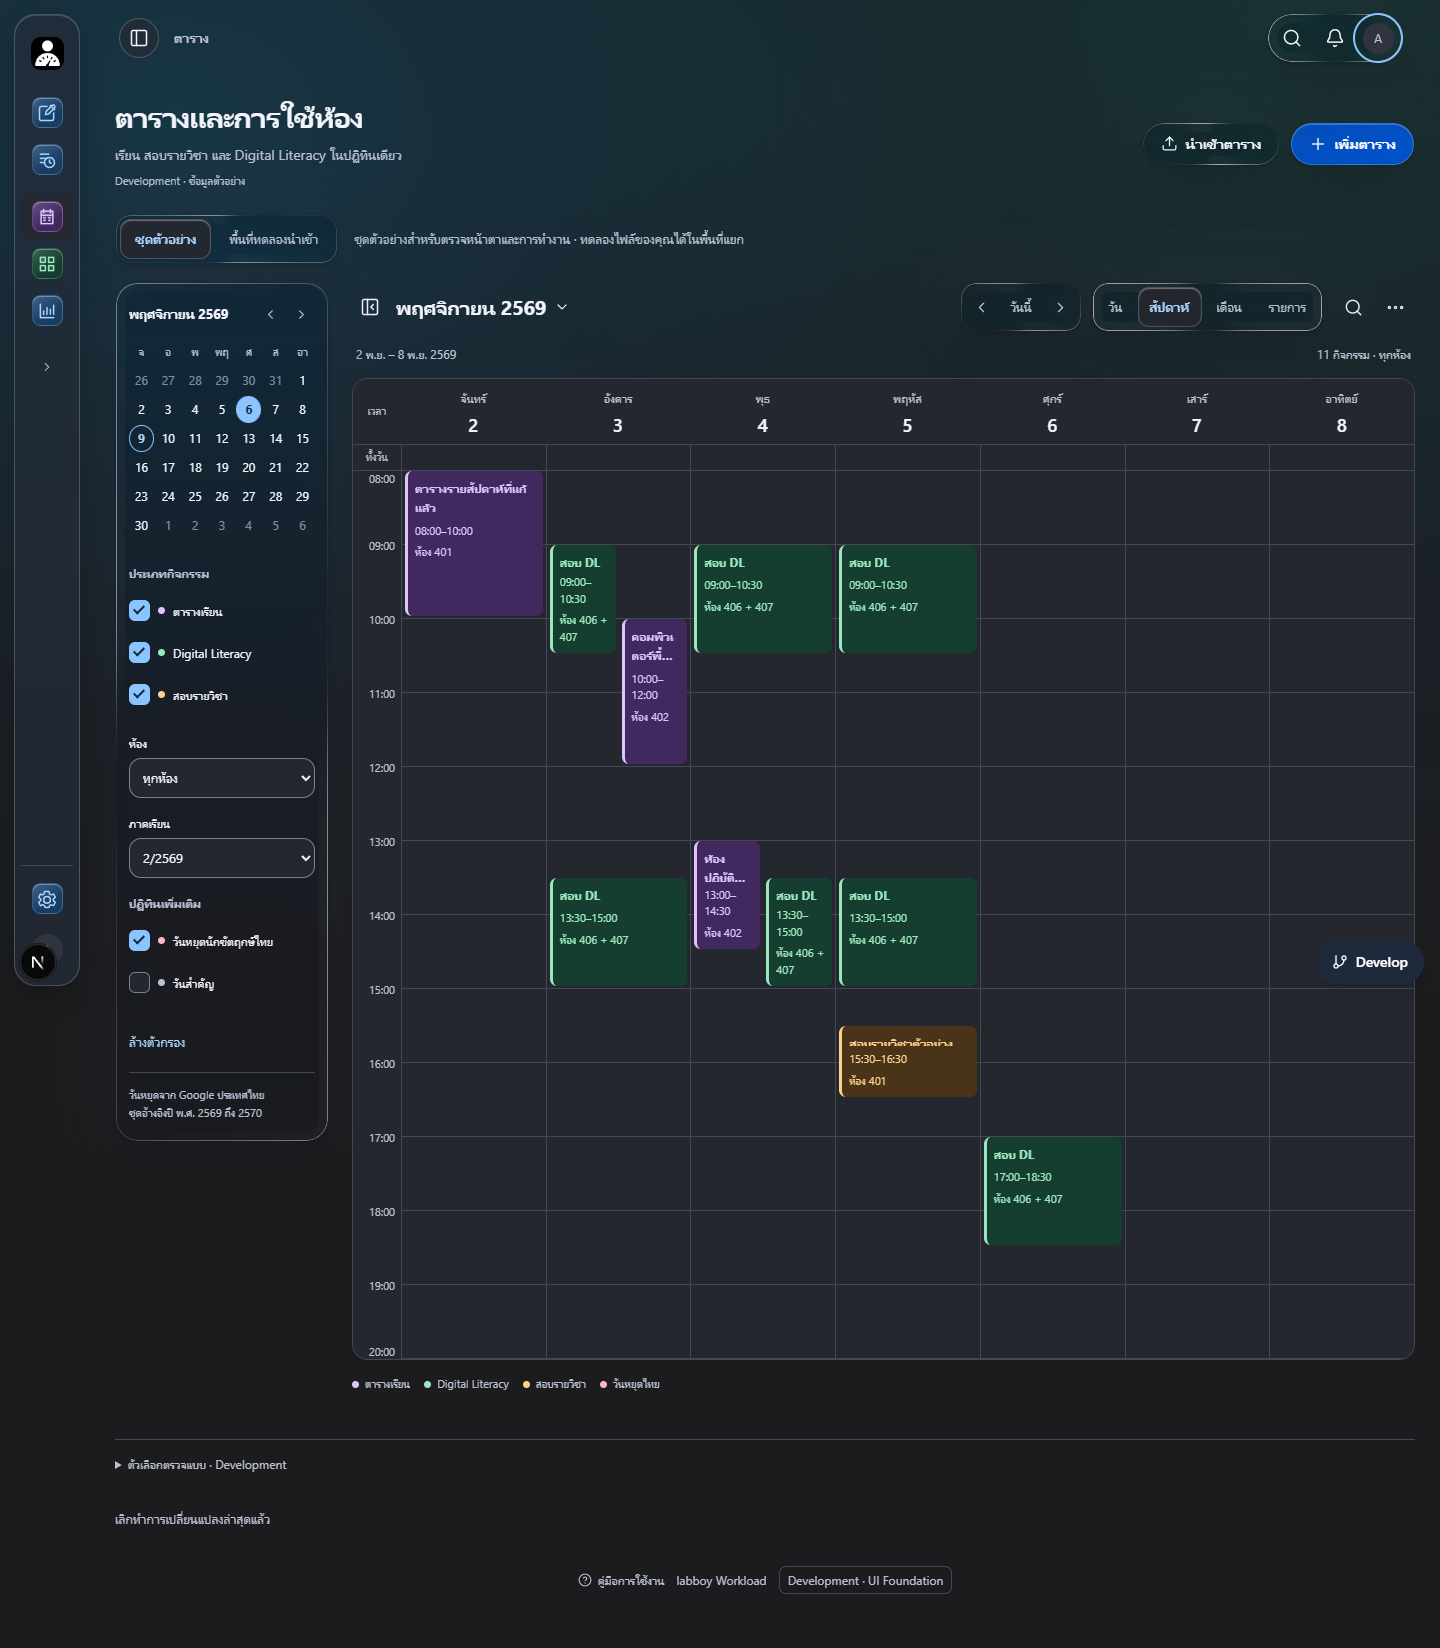 ตาราง
A
ตารางและการใช้ห้อง
เรียน สอบรายวิชา และ Digital Literacy ในปฏิทินเดียว
Development · ข้อมูลตัวอย่าง
นำเข้าตาราง
เพิ่มตาราง
ชุดตัวอย่าง
พื้นที่ทดลองนำเข้า
ชุดตัวอย่างสำหรับตรวจหน้าตาและการทำงาน · ทดลองไฟล์ของคุณได้ในพื้นที่แยก
พฤศจิกายน 2569
จ อ พ พฤ ศ ส อา
26 27 28 29 30 31 1
2 3 4 5 6 7 8
9 10 11 12 13 14 15
16 17 18 19 20 21 22
23 24 25 26 27 28 29
30 1 2 3 4 5 6
ประเภทกิจกรรม
ตารางเรียน
Digital Literacy
สอบรายวิชา
ห้อง
ทุกห้อง
ภาคเรียน
2/2569
ปฏิทินเพิ่มเติม
วันหยุดนักขัตฤกษ์ไทย
วันสำคัญ
ล้างตัวกรอง
วันหยุดจาก Google ประเทศไทย
ชุดอ้างอิงปี พ.ศ. 2569 ถึง 2570
N
พฤศจิกายน 2569
วันนี้
วัน
สัปดาห์
เดือน
รายการ
2 พ.ย. – 8 พ.ย. 2569
11 กิจกรรม · ทุกห้อง
เวลา
จันทร์ อังคาร พุธ พฤหัส ศุกร์ เสาร์ อาทิตย์
2 3 4 5 6 7 8
ทั้งวัน
08:00
09:00
10:00
11:00
12:00
13:00
14:00
15:00
16:00
17:00
18:00
19:00
20:00
ตารางรายสัปดาห์ที่แก้
แล้ว
08:00–10:00
ห้อง 401
สอบ DL
09:00–
10:30
ห้อง 406 +
407
คอมพิวเ
ตอร์พื้...
10:00–
12:00
ห้อง 402
สอบ DL
13:30–15:00
ห้อง 406 + 407
สอบ DL
09:00–10:30
ห้อง 406 + 407
ห้อง
ปฏิบัติ...
13:00–
14:30
ห้อง 402
สอบ DL
13:30–
15:00
ห้อง 406 +
407
สอบ DL
09:00–10:30
ห้อง 406 + 407
สอบ DL
13:30–15:00
ห้อง 406 + 407
สอบรายวิชาตัวอย่าง
15:30–16:30
ห้อง 401
สอบ DL
17:00–18:30
ห้อง 406 + 407
Develop
ตารางเรียน
Digital Literacy
สอบรายวิชา
วันหยุดไทย
ตัวเลือกตรวจแบบ · Development
เลิกทำการเปลี่ยนแปลงล่าสุดแล้ว
คู่มือการใช้งาน
labboy Workload
Development · UI Foundation